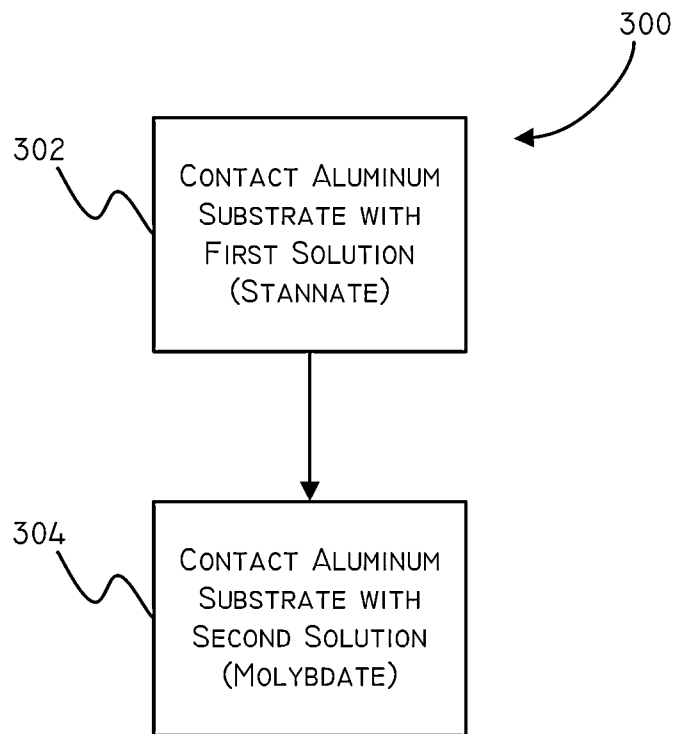 300
302
CONTACT ALUMINUM
SUBSTRATE WITH
FIRST SOLUTION
(STANNATE)
304
CONTACT ALUMINUM
SUBSTRATE WITH
SECOND SOLUTION
(MOLYBDATE)